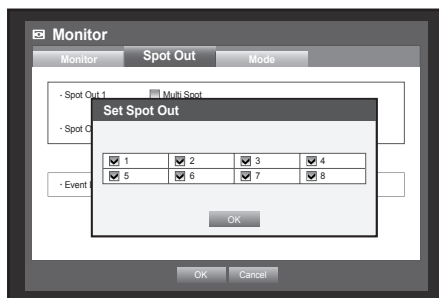 Monitor
Monitor Spot Out Mode
· Spot Out 1 Multi Spot
Set Spot Out
· Spot O
1 2 3 4
5 6 7 8
· Event
OK
OK Cancel